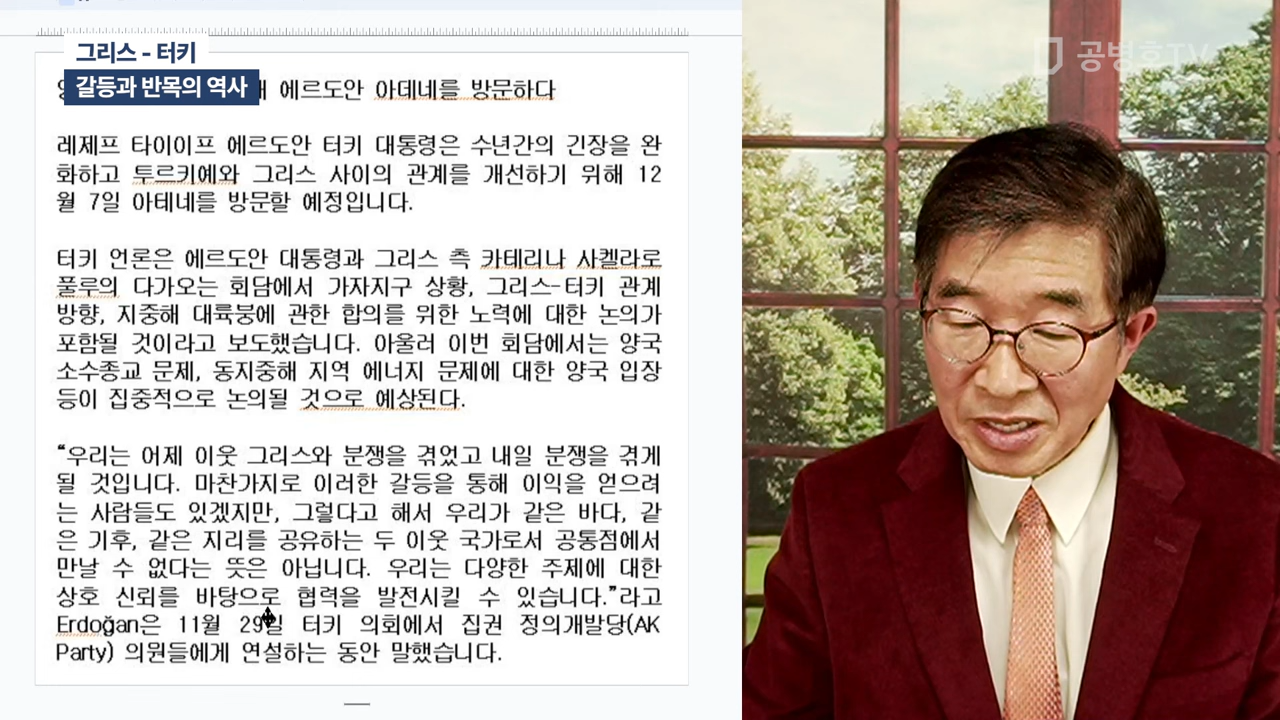 그리스 - 터키
갈등과 반목의 역사
공병호TV
에르도안 아데네를 방문하다
레제프 타이이프 에르도안 터키 대통령은 수년간의 긴장을 완
화하고 투르키예와 그리스 사이의 관계를 개선하기 위해 12
월 7일 아테네를 방문할 예정입니다.
터키 언론은 에르도안 대통령과 그리스 측 카테리나 사켈라로
풀루의 다가오는 회담에서 가자지구 상황, 그리스-터키 관계
방향, 지중해 대륙붕에 관한 합의를 위한 노력에 대한 논의가
포함될 것이라고 보도했습니다. 아울러 이번 회담에서는 양국
소수종교 문제, 동지중해 지역 에너지 문제에 대한 양국 입장
등이 집중적으로 논의될 것으로 예상된다.
“우리는 어제 이웃 그리스와 분쟁을 겪었고 내일 분쟁을 겪게
될 것입니다. 마찬가지로 이러한 갈등을 통해 이익을 얻으려
는 사람들도 있겠지만, 그렇다고 해서 우리가 같은 바다, 같
은 기후, 같은 지리를 공유하는 두 이웃 국가로서 공통점에서
만날 수 없다는 뜻은 아닙니다. 우리는 다양한 주제에 대한
상호 신뢰를 바탕으로 협력을 발전시킬 수 있습니다.”라고
Erdoğan은 11월 29일 터키 의회에서 집권 정의개발당(AK
Party) 의원들에게 연설하는 동안 말했습니다.